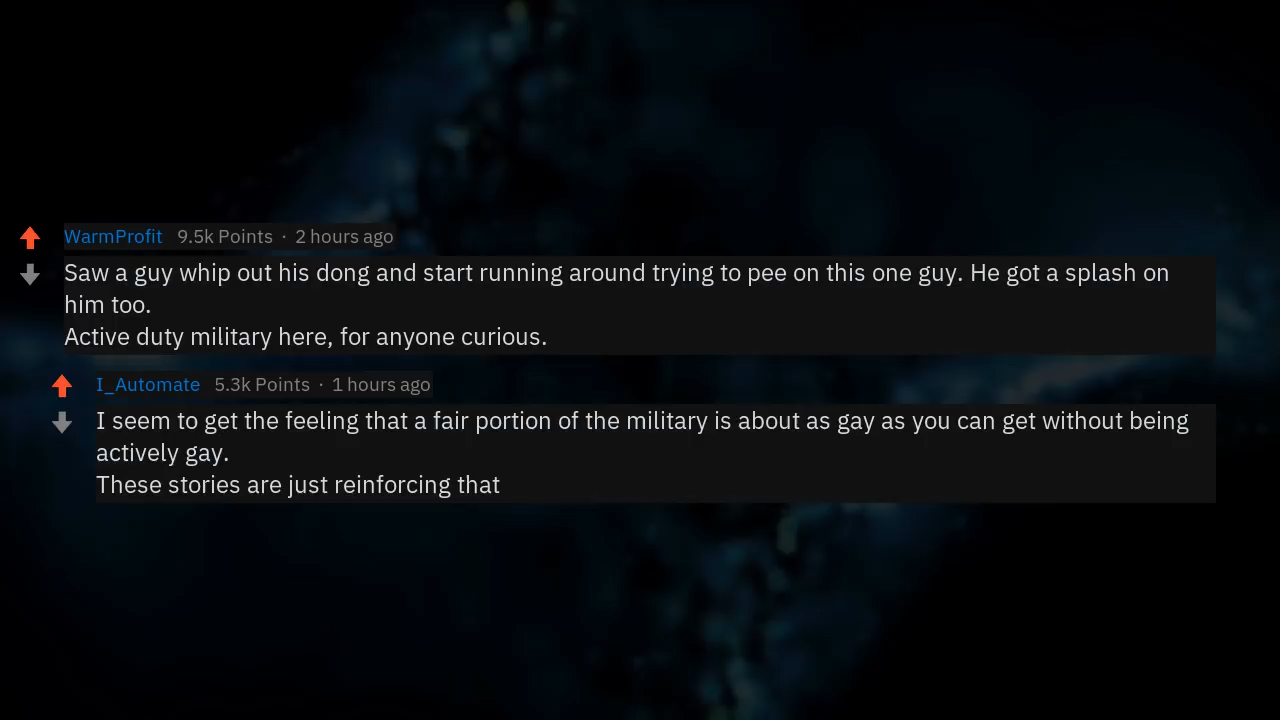 WarmProfit 9.5k Points · 2 hours ago
Saw a guy whip out his dong and start running around trying to pee on this one guy. He got a splash on
him too.
Active duty military here, for anyone curious.
I_Automate 5.3k Points · 1 hours ago
I seem to get the feeling that a fair portion of the military is about as gay as you can get without being
actively gay.
These stories are just reinforcing that